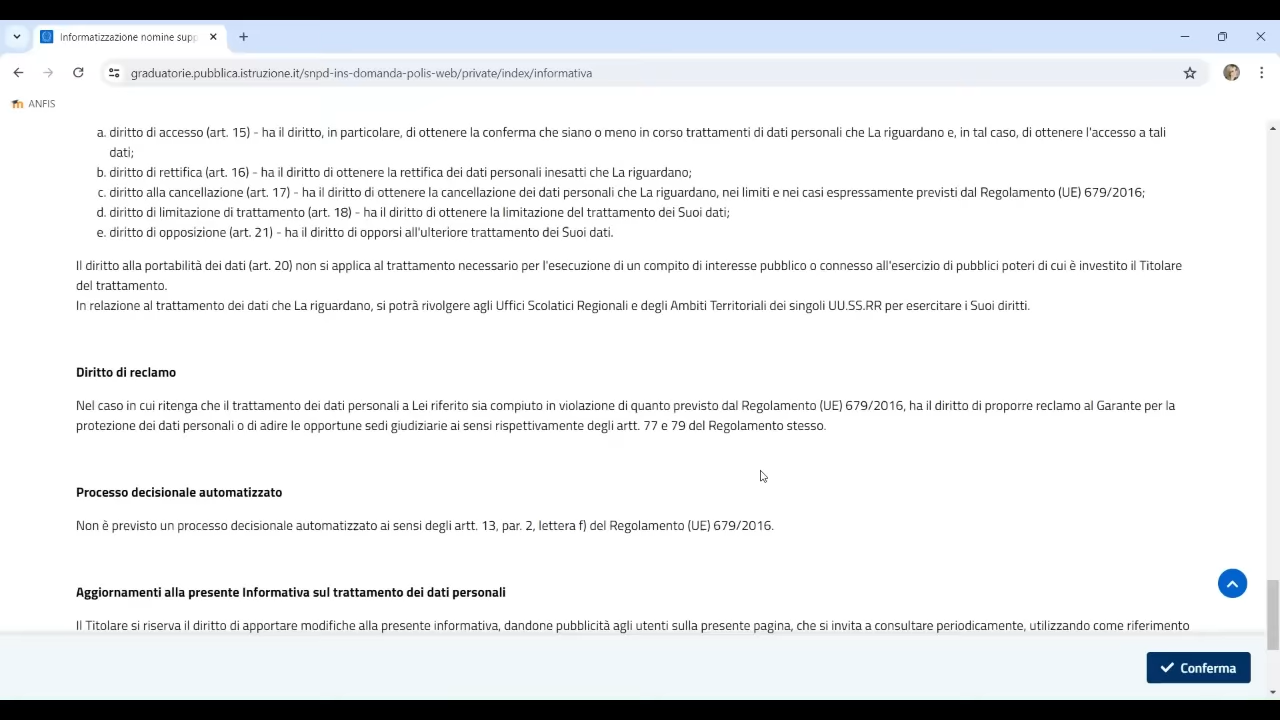 Informatizzazione nomine supp
graduatorie.pubblica.istruzione.it/snpd-ins-domanda-polis-web/private/index/informativa
ANFIS
a. diritto di accesso (art. 15) - ha il diritto, in particolare, di ottenere la conferma che siano o meno in corso trattamenti di dati personali che La riguardano e, in tal caso, di ottenere l'accesso a tali
dati;
b. diritto di rettifica (art. 16) - ha il diritto di ottenere la rettifica dei dati personali inesatti che La riguardano;
c. diritto alla cancellazione (art. 17) - ha il diritto di ottenere la cancellazione dei dati personali che La riguardano, nei limiti e nei casi espressamente previsti dal Regolamento (UE) 679/2016;
d. diritto di limitazione di trattamento (art. 18) - ha il diritto di ottenere la limitazione del trattamento dei Suoi dati;
e. diritto di opposizione (art. 21) - ha il diritto di opporsi all'ulteriore trattamento dei Suoi dati.
Il diritto alla portabilità dei dati (art. 20) non si applica al trattamento necessario per l'esecuzione di un compito di interesse pubblico o connesso all'esercizio di pubblici poteri di cui è investito il Titolare
del trattamento.
In relazione al trattamento dei dati che La riguardano, si potrà rivolgere agli Uffici Scolatici Regionali e degli Ambiti Territoriali dei singoli UU.SS.RR per esercitare i Suoi diritti.
Diritto di reclamo
Nel caso in cui ritenga che il trattamento dei dati personali a Lei riferito sia compiuto in violazione di quanto previsto dal Regolamento (UE) 679/2016, ha il diritto di proporre reclamo al Garante per la
protezione dei dati personali o di adire le opportune sedi giudiziarie ai sensi rispettivamente degli artt. 77 e 79 del Regolamento stesso.
Processo decisionale automatizzato
Non è previsto un processo decisionale automatizzato ai sensi degli artt. 13, par. 2, lettera f) del Regolamento (UE) 679/2016.
Aggiornamenti alla presente Informativa sul trattamento dei dati personali
Il Titolare si riserva il diritto di apportare modifiche alla presente informativa, dandone pubblicità agli utenti sulla presente pagina, che si invita a consultare periodicamente, utilizzando come riferimento
Conferma